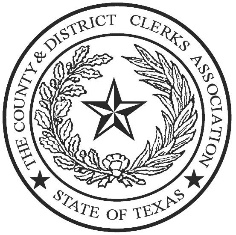 THE COUNTY & DISTRICT CLERKS ASSOCIATION
STATE OF TEXAS